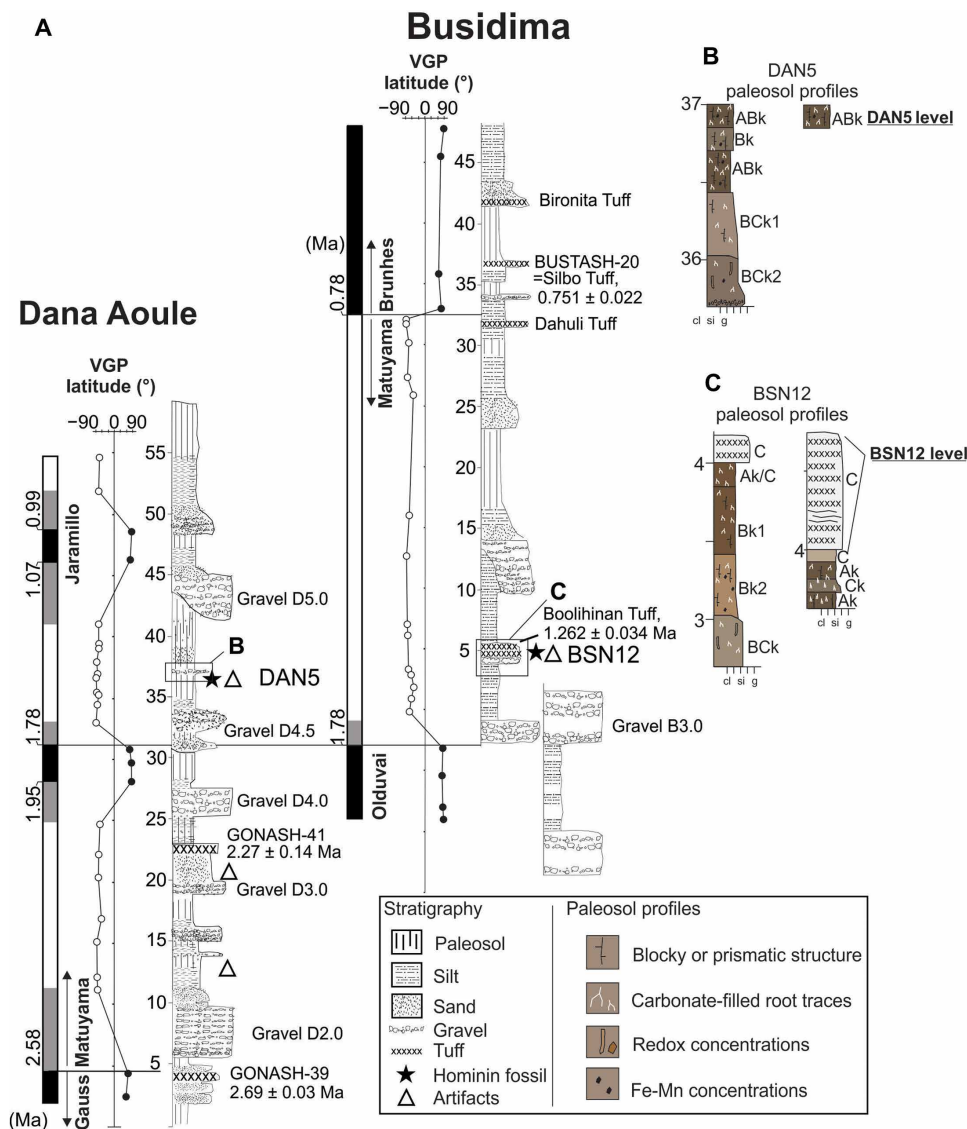 A
Busidima
VGP
latitude (°)
−90 0 90
(Ma)
0.78
Matuyama Brunhes
1.78
Olduvai
45
40
35
30
25
20
15
10
5
Bironita Tuff
BUSTASH-20
=Silbo Tuff,
0.751 ± 0.022
Dahuli Tuff
C
Boolihinan Tuff,
1.262 ± 0.034 Ma
BSN12
Gravel B3.0
Dana Aoule
VGP
latitude (°)
-90 0 90
0.99
Jaramillo
1.07
1.78
1.95
2.58
Gauss Matuyama
(Ma)
55
50
45
40
35
30
25
20
15
10
5
Gravel D5.0
B
DAN5
Gravel D4.5
Gravel D4.0
GONASH-41
2.27 ± 0.14 Ma
Gravel D3.0
Gravel D2.0
GONASH-39
2.69 ± 0.03 Ma
B
DAN5
paleosol profiles
37
ABk
Bk
ABk
BCk1
36
BCk2
cl si g
ABk DAN5 level
C
BSN12
paleosol profiles
4
C
Ak/C
Bk1
Bk2
3
BCk
cl si g
BSN12 level
C
4
C
Ak
Ck
Ak
cl si g
Stratigraphy
Paleosol
Silt
Sand
Gravel
Tuff
Hominin fossil
Artifacts
Paleosol profiles
Blocky or prismatic structure
Carbonate-filled root traces
Redox concentrations
Fe-Mn concentrations